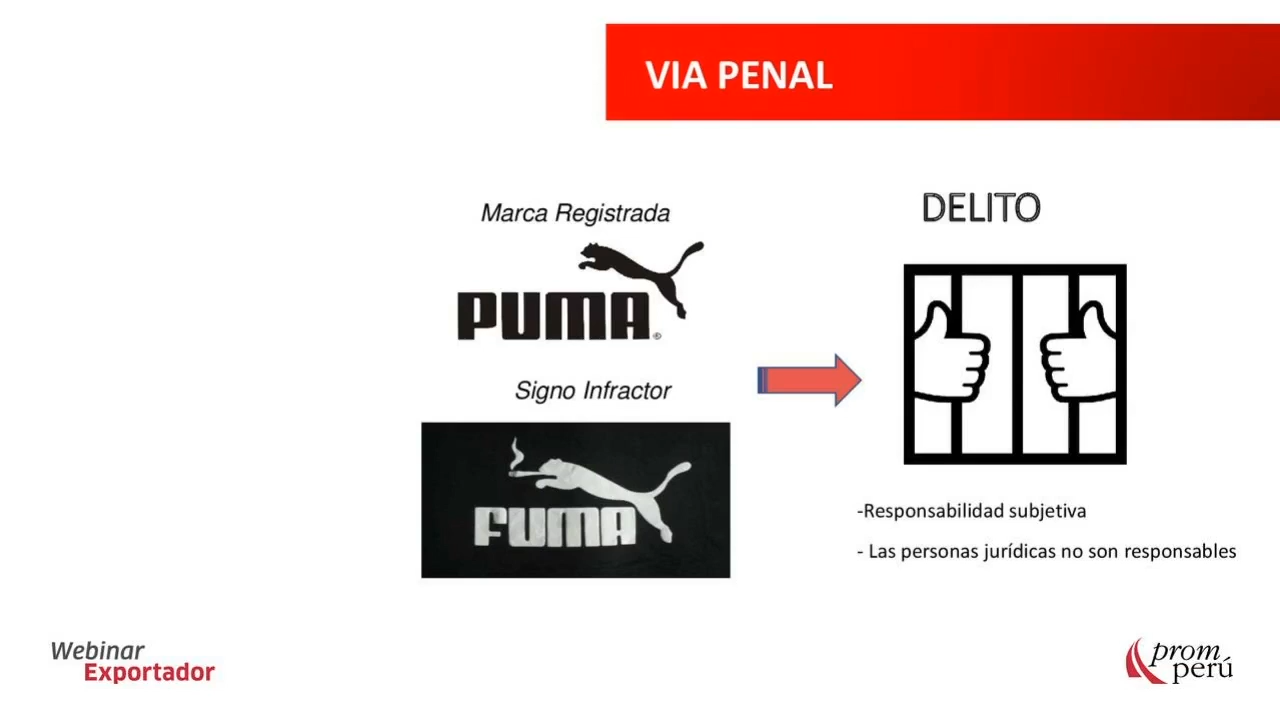 VIA PENAL
Marca Registrada
PUMA®
Signo Infractor
FUMA
DELITO
-Responsabilidad subjetiva
- Las personas jurídicas no son responsables
Webinar
Exportador
prom
perú